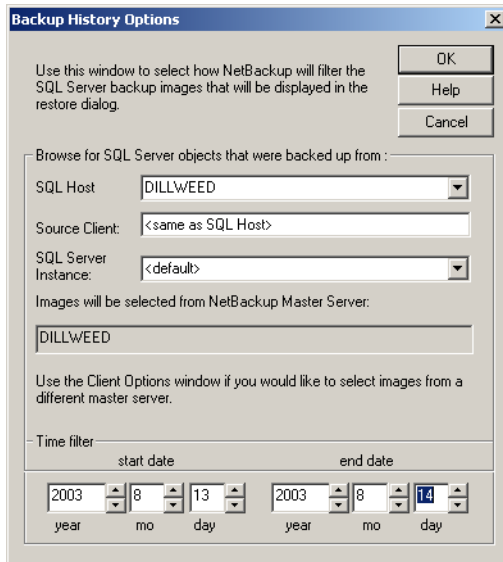 Backup History Options
Use this window to select how NetBackup will filter the
SQL Server backup images that will be displayed in the
restore dialog.
OK
Help
Cancel
Browse for SQL Server objects that were backed up from :
SQL Host
DILLWEED
Source Client:
<same as SQL Host>
SQL Server
Instance:
<default>
Images will be selected from NetBackup Master Server:
DILLWEED
Use the Client Options window if you would like to select images from a
different master server.
Time filter
start date
end date
2003 8 13 2003 8 14
year mo day year mo day